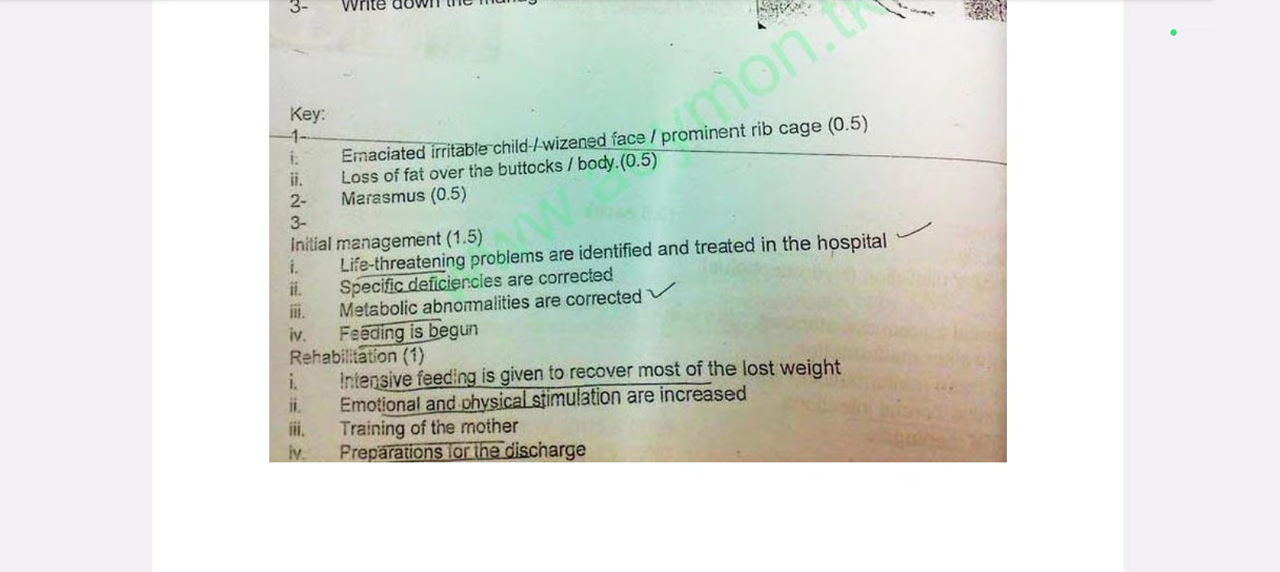 3- Write down the
Key:
1-
i. Emaciated irritable child / wizened face / prominent rib cage (0.5)
ii. Loss of fat over the buttocks / body.(0.5)
2- Marasmus (0.5)
3-
Initial management (1.5)
i. Life-threatening problems are identified and treated in the hospital
ii. Specific deficiencies are corrected
iii. Metabolic abnormalities are corrected
iv. Feeding is begun
Rehabilitation (1)
i. Intensive feeding is given to recover most of the lost weight
ii. Emotional and physical stimulation are increased
iii. Training of the mother
iv. Preparations for the discharge